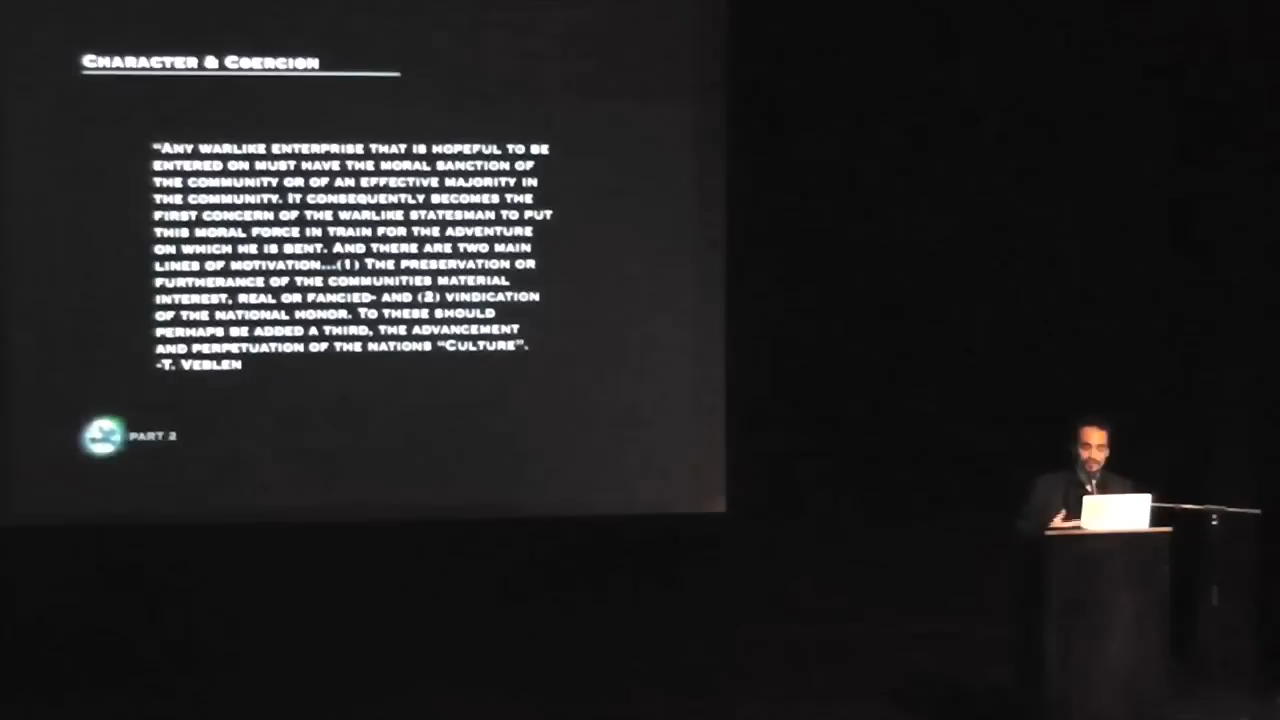 CHARACTER & COERCION
"ANY WARLIKE ENTERPRISE THAT IS HOPEFUL TO BE
ENTERED ON MUST HAVE THE MORAL SANCTION OF
THE COMMUNITY OR OF AN EFFECTIVE MAJORITY IN
THE COMMUNITY. IT CONSEQUENTLY BECOMES THE
FIRST CONCERN OF THE WARLIKE STATESMAN TO PUT
THIS MORAL FORCE IN TRAIN FOR THE ADVENTURE
ON WHICH HE IS BENT. AND THERE ARE TWO MAIN
LINES OF MOTIVATION...(1) THE PRESERVATION OR
FURTHERANCE OF THE COMMUNITIES MATERIAL
INTEREST, REAL OR FANCIED- AND (2) VINDICATION
OF THE NATIONAL HONOR. TO THESE SHOULD
PERHAPS BE ADDED A THIRD, THE ADVANCEMENT
AND PERPETUATION OF THE NATIONS "CULTURE".
-T. VEBLEN
PART 2